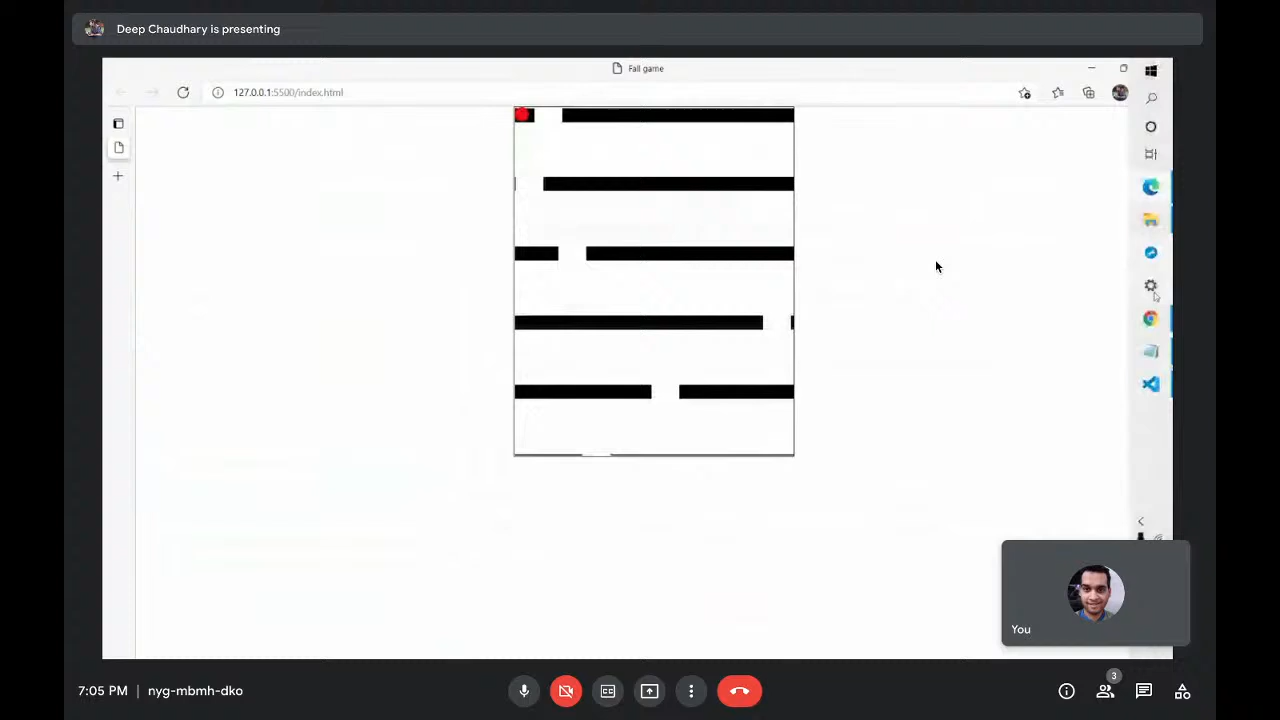 Deep Chaudhary is presenting
Fall game
127.0.0.1:5500/index.html
You
7:05 PM | nyg-mbmh-dko
3